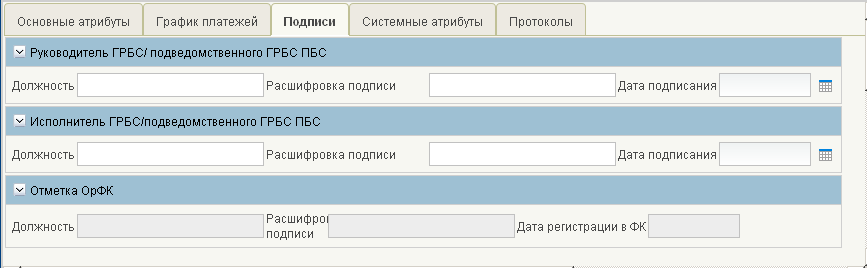 Основные атрибуты График платежей Подписи Системные атрибуты Протоколы
Руководитель ГРБС/ подведомственного ГРБС ПБС
Должность Расшифровка подписи Дата подписания
Исполнитель ГРБС/подведомственного ГРБС ПБС
Должность Расшифровка подписи Дата подписания
Отметка ОрФК
Должность Расшифро
подписи Дата регистрации в ФК